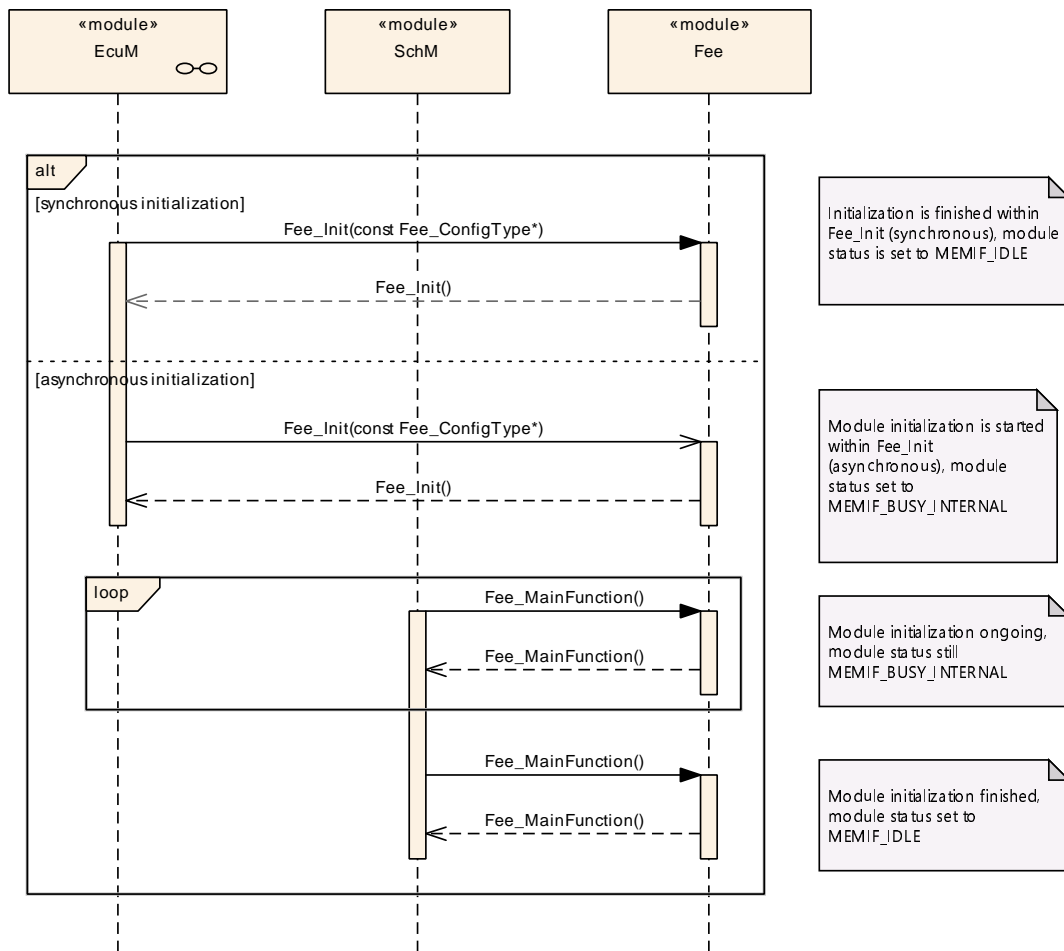 «module»
EcuM
«module»
SchM
«module»
Fee
alt
[synchronous initialization]
Fee_Init(const Fee_ConfigType*)
Fee_Init()
Initialization is finished within
Fee_Init (synchronous), module
status is set to MEMIF_IDLE
[asynchronous initialization]
Fee_Init(const Fee_ConfigType*)
Fee_Init()
Module initialization is started
within Fee_Init
(asynchronous), module
status set to
MEMIF_BUSY_INTERNAL
loop
Fee_MainFunction()
Fee_MainFunction()
Module initialization ongoing,
module status still
MEMIF_BUSY_INTERNAL
Fee_MainFunction()
Fee_MainFunction()
Module initialization finished,
module status set to
MEMIF_IDLE